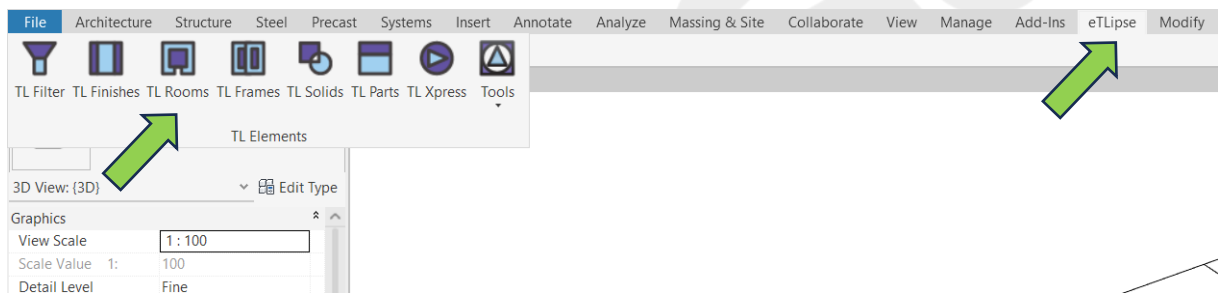 File Architecture Structure Steel Precast Systems Insert Annotate Analyze Massing & Site Collaborate View Manage Add-Ins eTLipse Modify
TL Filter TL Finishes TL Rooms TL Frames TL Solids TL Parts TL Xpress Tools
TL Elements
3D View: {3D} Edit Type
Graphics
View Scale 1 : 100
Scale Value 1: 100
Detail Level Fine